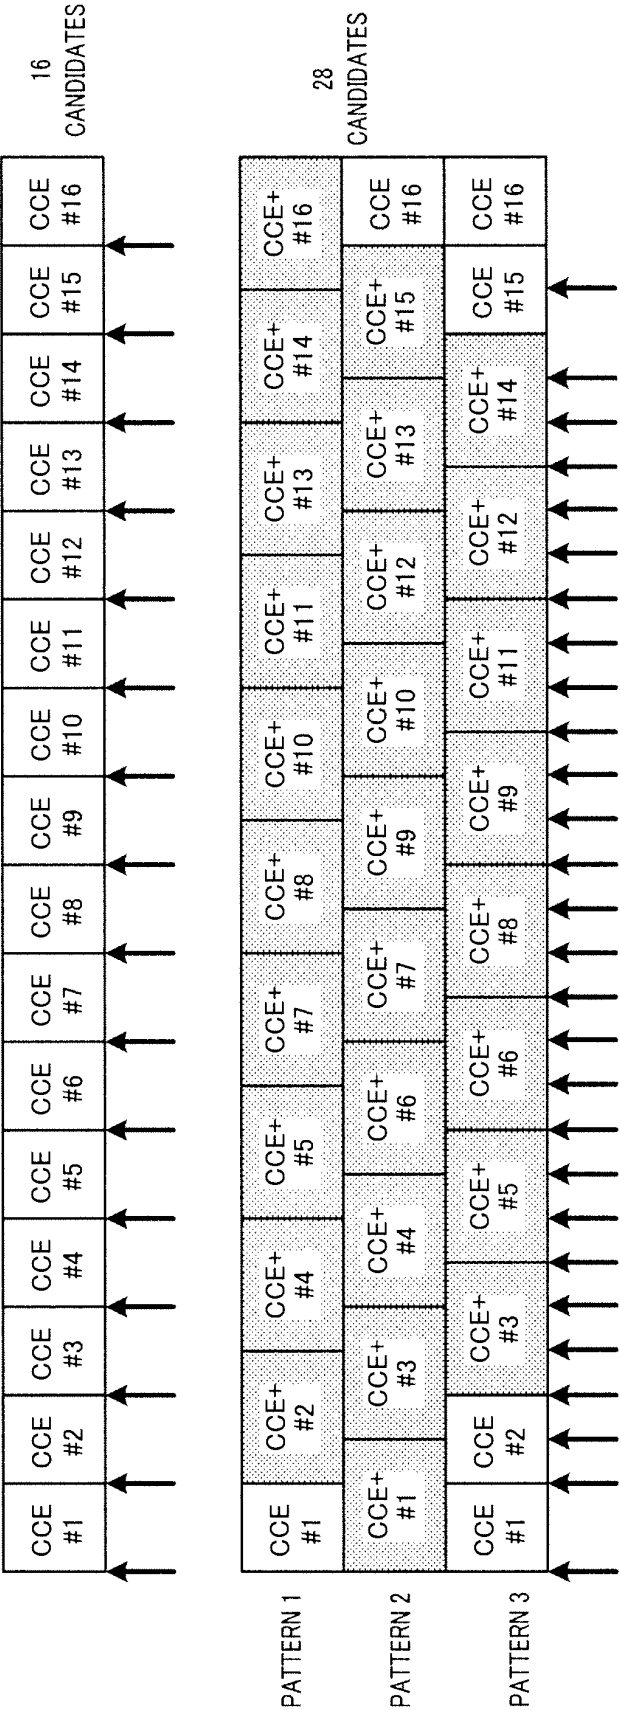 CCE
#1
CCE
#2
CCE
#3
CCE
#4
CCE
#5
CCE
#6
CCE
#7
CCE
#8
CCE
#9
CCE
#10
CCE
#11
CCE
#12
CCE
#13
CCE
#14
CCE
#15
CCE
#16
16
CANDIDATES
PATTERN 1
CCE
#1
CCE+
#2
CCE+
#4
CCE+
#5
CCE+
#7
CCE+
#8
CCE+
#10
CCE+
#11
CCE+
#13
CCE+
#14
CCE+
#16
28
CANDIDATES
PATTERN 2
CCE+
#1
CCE+
#3
CCE+
#4
CCE+
#6
CCE+
#7
CCE+
#9
CCE+
#10
CCE+
#12
CCE+
#13
CCE+
#15
CCE
#16
PATTERN 3
CCE
#1
CCE
#2
CCE+
#3
CCE+
#5
CCE+
#6
CCE+
#8
CCE+
#9
CCE+
#11
CCE+
#12
CCE+
#14
CCE
#15
CCE
#16